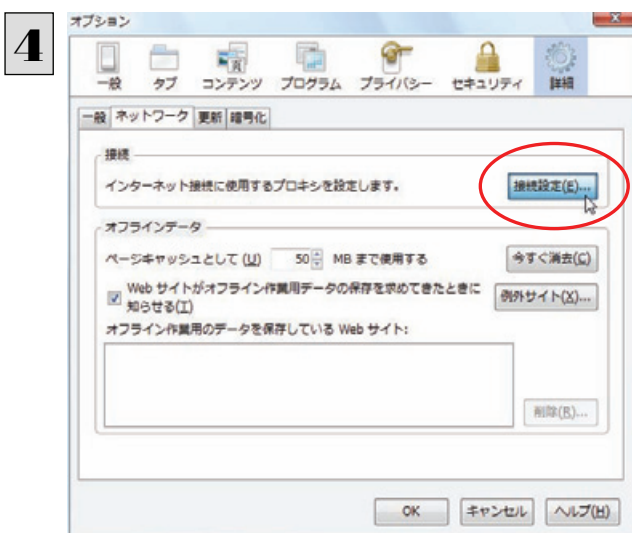 4
オプション
一般 タブ コンテンツ プログラム プライバシー セキュリティ 詳細
一般 ネットワーク 更新 暗号化
接続
インターネット接続に使用するプロキシを設定します。 接続設定(E)...
オフラインデータ
ページキャッシュとして(U) 50 MB まで使用する 今すぐ消去(C)
Web サイトがオフライン作業用データの保存を求めてきたときに
知らせる(T) 例外サイト(X)...
オフライン作業用のデータを保存している Web サイト:
削除(R)...
OK キャンセル ヘルプ(H)